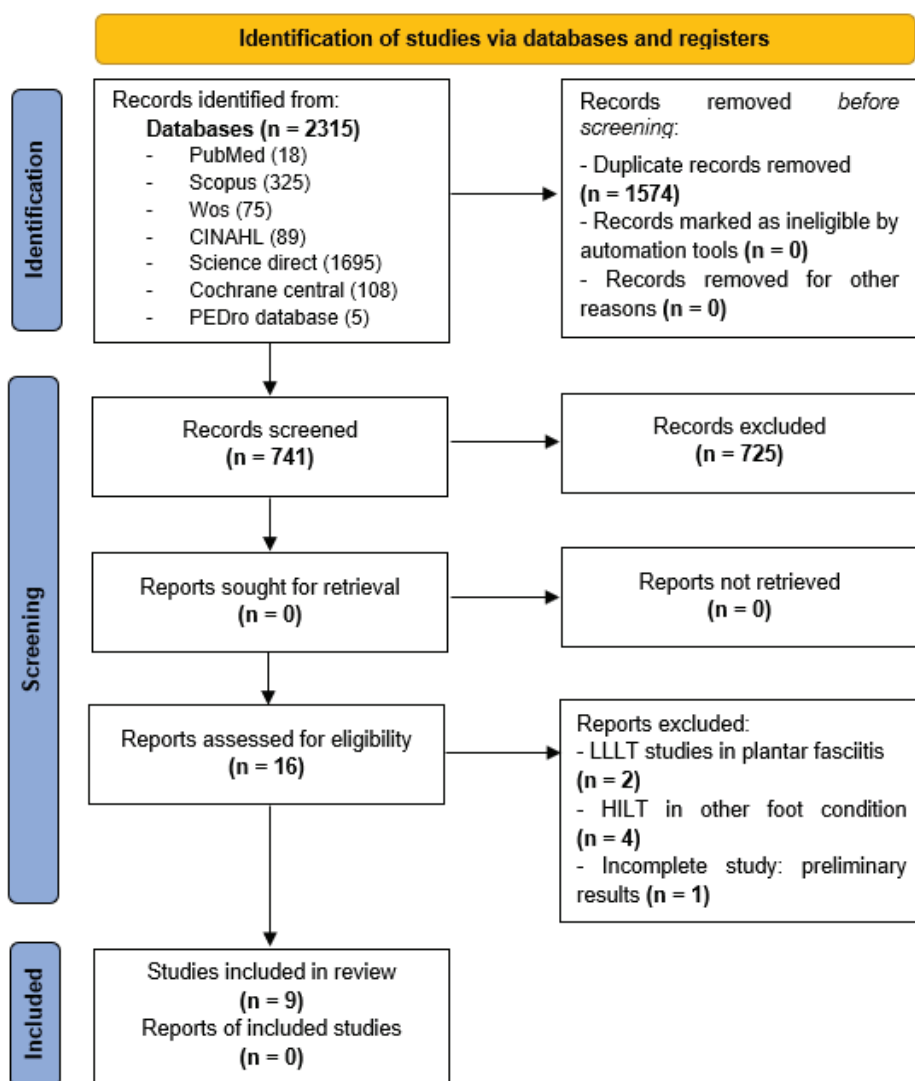 Identification of studies via databases and registers
Identification
Records identified from:
Databases (n = 2315)
- PubMed (18)
- Scopus (325)
- Wos (75)
- CINAHL (89)
- Science direct (1695)
- Cochrane central (108)
- PEDro database (5)
Records removed before
screening:
- Duplicate records removed
(n = 1574)
- Records marked as ineligible by
automation tools (n = 0)
- Records removed for other
reasons (n = 0)
Screening
Records screened
(n = 741)
Records excluded
(n = 725)
Reports sought for retrieval
(n = 0)
Reports not retrieved
(n = 0)
Reports assessed for eligibility
(n = 16)
Reports excluded:
- LLLT studies in plantar fasciitis
(n = 2)
- HILT in other foot condition
(n = 4)
- Incomplete study: preliminary
results (n = 1)
Included
Studies included in review
(n = 9)
Reports of included studies
(n = 0)